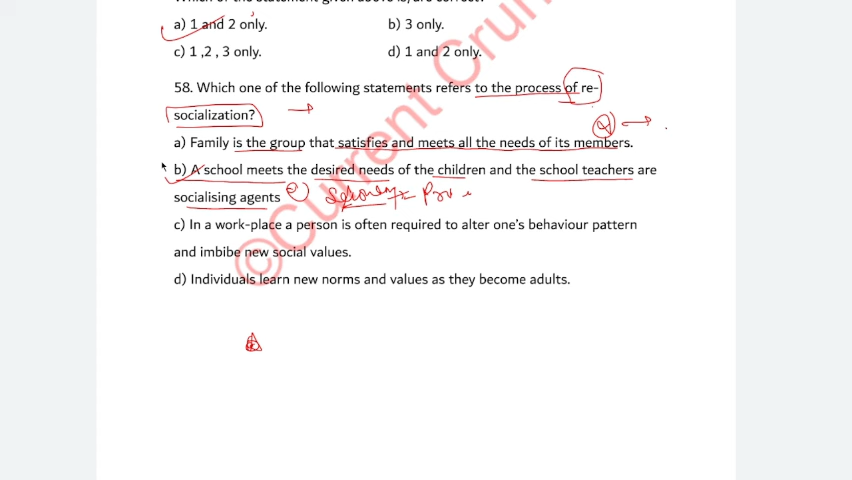 a) 1 and 2 only. b) 3 only.
c) 1 ,2 , 3 only. d) 1 and 2 only.
58. Which one of the following statements refers to the process of re-
socialization?
a) Family is the group that satisfies and meets all the needs of its members.
b) A school meets the desired needs of the children and the school teachers are
socialising agents
c) In a work-place a person is often required to alter one's behaviour pattern
and imbibe new social values.
d) Individuals learn new norms and values as they become adults.
©Current Crun